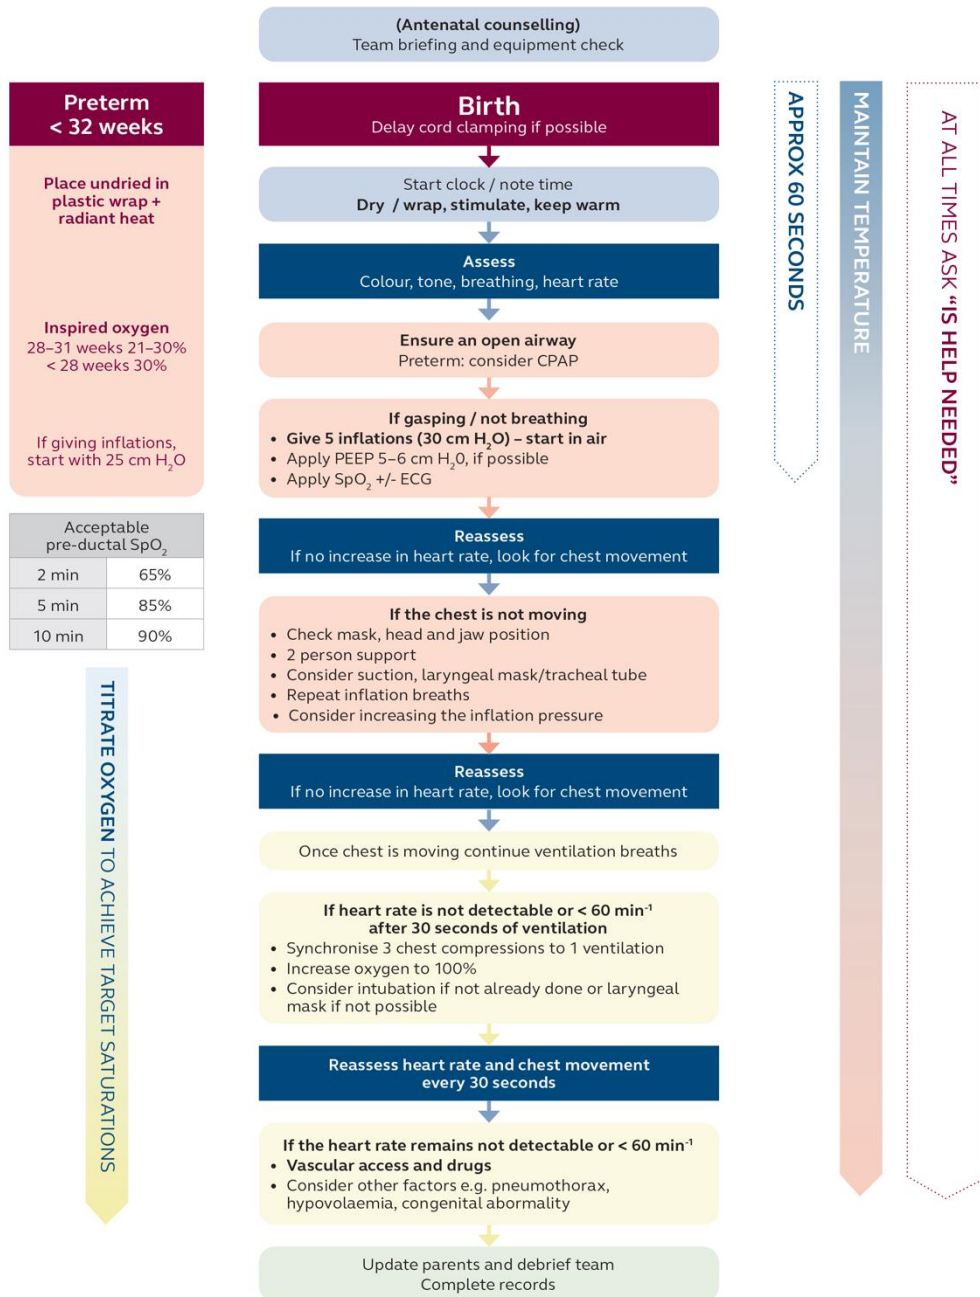 (Antenatal counselling)
Team briefing and equipment check
Preterm
< 32 weeks
Place undried in
plastic wrap +
radiant heat
Inspired oxygen
28–31 weeks 21–30%
< 28 weeks 30%
If giving inflations,
start with 25 cm H₂O
Acceptable
pre-ductal SpO₂
2 min 65%
5 min 85%
10 min 90%
TITRATE OXYGEN TO ACHIEVE TARGET SATURATIONS
Birth
Delay cord clamping if possible
Start clock / note time
Dry / wrap, stimulate, keep warm
Assess
Colour, tone, breathing, heart rate
Ensure an open airway
Preterm: consider CPAP
If gasping / not breathing
• Give 5 inflations (30 cm H₂O) – start in air
• Apply PEEP 5–6 cm H₂0, if possible
• Apply SpO₂ +/- ECG
Reassess
If no increase in heart rate, look for chest movement
If the chest is not moving
• Check mask, head and jaw position
• 2 person support
• Consider suction, laryngeal mask/tracheal tube
• Repeat inflation breaths
• Consider increasing the inflation pressure
Reassess
If no increase in heart rate, look for chest movement
Once chest is moving continue ventilation breaths
If heart rate is not detectable or < 60 min⁻¹
after 30 seconds of ventilation
• Synchronise 3 chest compressions to 1 ventilation
• Increase oxygen to 100%
• Consider intubation if not already done or laryngeal
mask if not possible
Reassess heart rate and chest movement
every 30 seconds
If the heart rate remains not detectable or < 60 min⁻¹
• Vascular access and drugs
• Consider other factors e.g. pneumothorax,
hypovolaemia, congenital abormality
Update parents and debrief team
Complete records
APPROX 60 SECONDS
MAINTAIN TEMPERATURE
AT ALL TIMES ASK “IS HELP NEEDED”